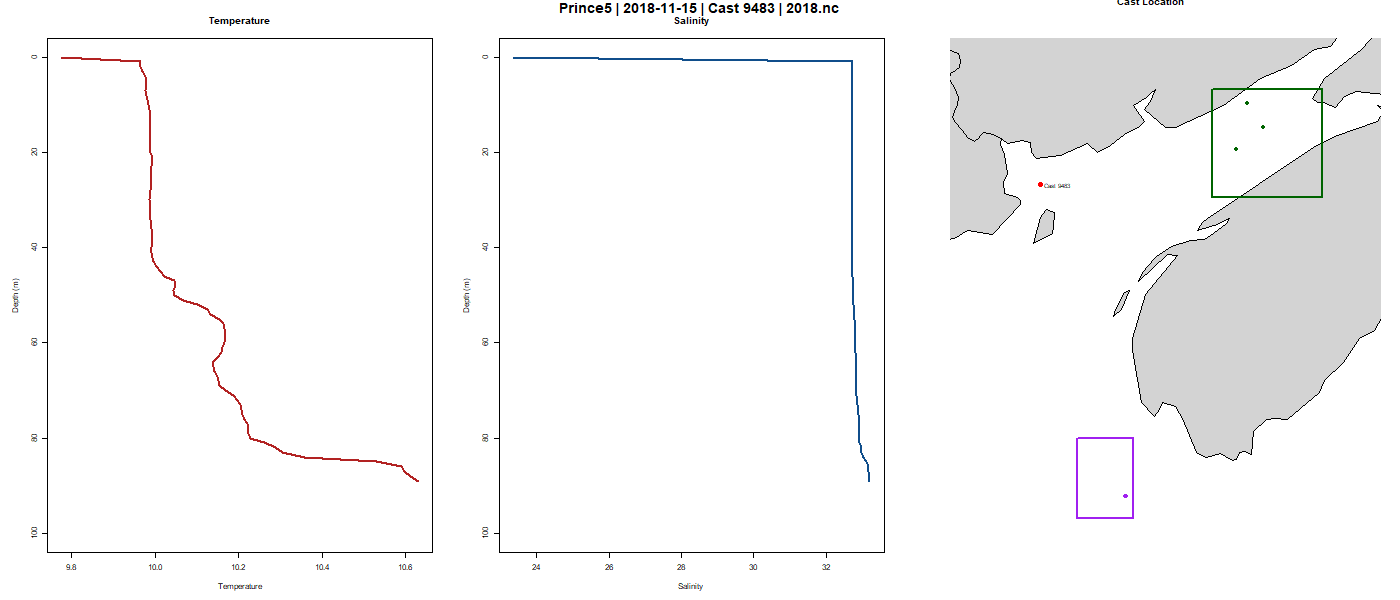 Prince5 | 2018-11-15 | Cast 9483 | 2018.nc
Temperature
Salinity
Cast Location
0
20
40
60
80
100
Depth (m)
9.8 10.0 10.2 10.4 10.6
Temperature
0
20
40
60
80
100
Depth (m)
24 26 28 30 32
Salinity
Cast 9483